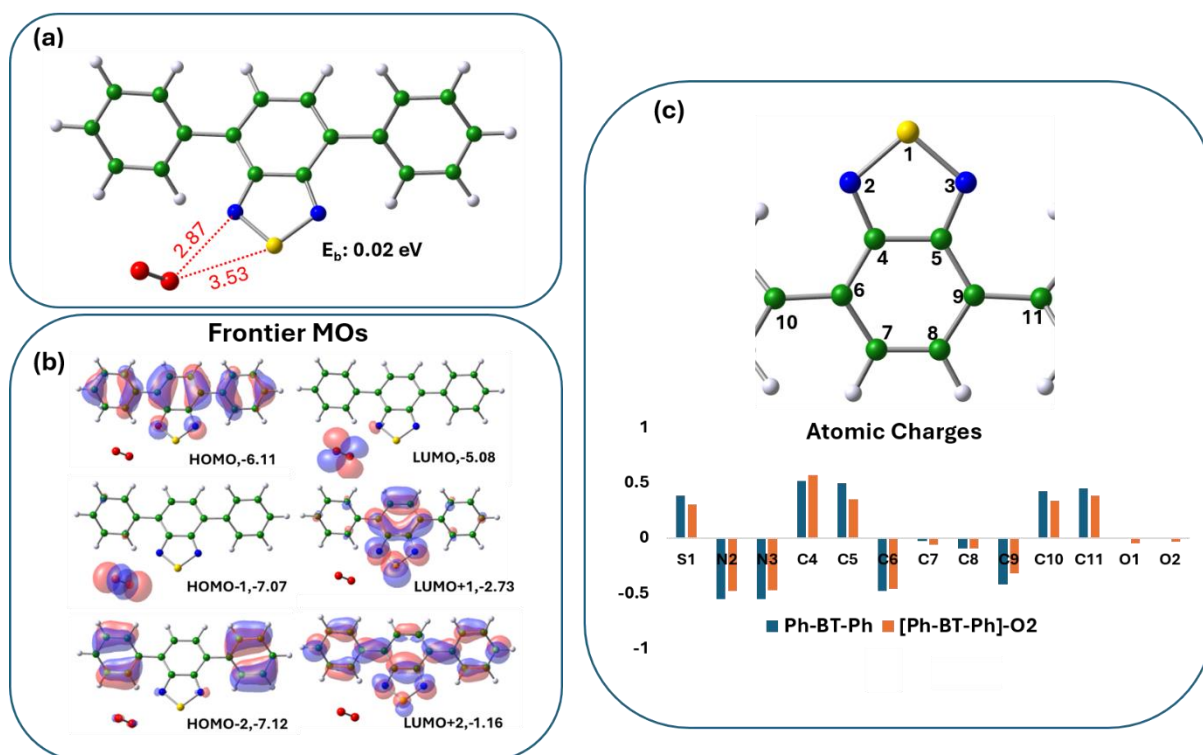 (a)
2.87
3.53
E_b: 0.02 eV
Frontier MOs
(b)
HOMO,-6.11
LUMO,-5.08
HOMO-1,-7.07
LUMO+1,-2.73
HOMO-2,-7.12
LUMO+2,-1.16
(c)
1
2 3
4 5
6 9
10 11
7 8
Atomic Charges
1
0.5
0
-0.5
-1
S1 N2 N3 C4 C5 C6 C7 C8 C9 C10 C11 O1 O2
Ph-BT-Ph [Ph-BT-Ph]-O2